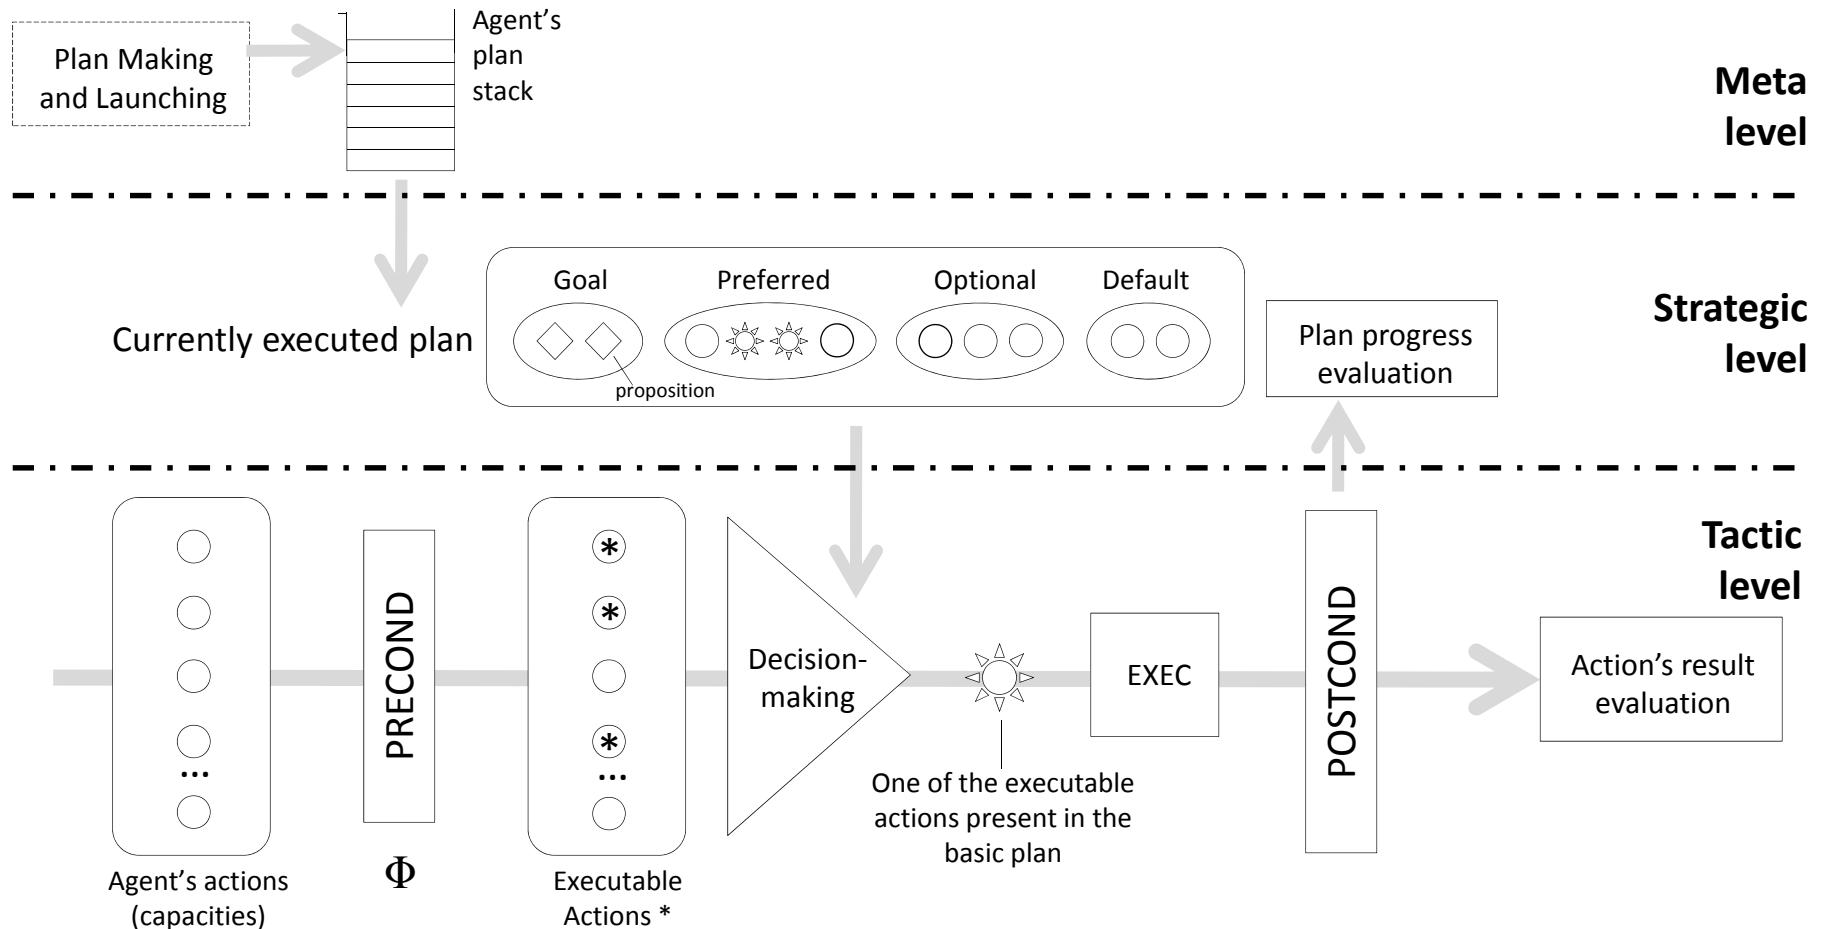 Plan Making
and Launching
Agent’s
plan
stack
Meta
level
Currently executed plan
Goal
Preferred
Optional
Default
proposition
Plan progress
evaluation
Strategic
level
Tactic
level
PRECOND
Φ
Decision-
making
EXEC
POSTCOND
Action’s result
evaluation
*
*
*
...
...
One of the executable
actions present in the
basic plan
Agent’s actions
(capacities)
Executable
Actions *